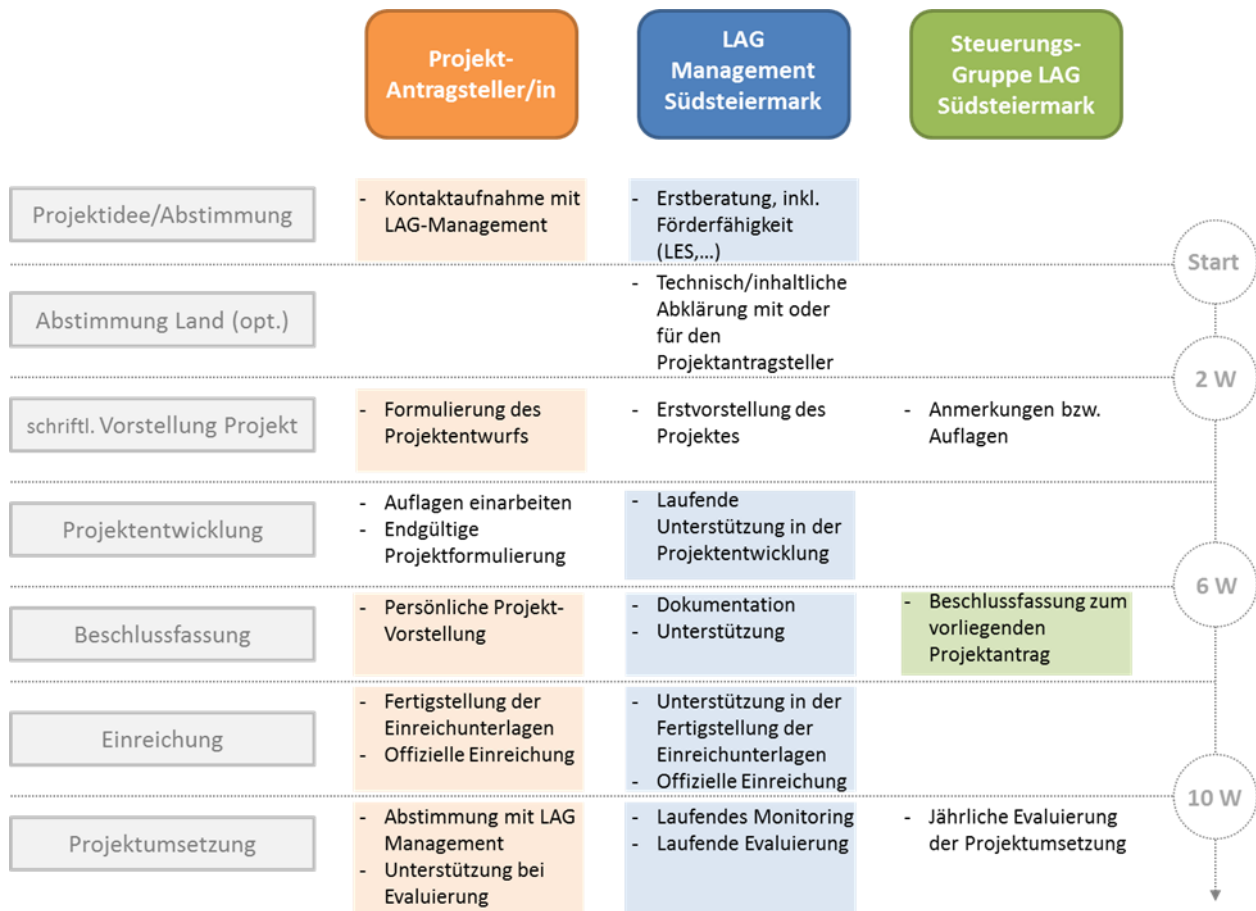 Projekt-
Antragsteller/in
LAG
Management
Südsteiermark
Steuerungs-
Gruppe LAG
Südsteiermark
Projektidee/Abstimmung
- Kontaktaufnahme mit
LAG-Management
- Erstberatung, inkl.
Förderfähigkeit
(LES,...)
Start
Abstimmung Land (opt.)
- Technisch/inhaltliche
Abklärung mit oder
für den
Projektantragsteller
2 W
schriftl. Vorstellung Projekt
- Formulierung des
Projektentwurfs
- Erstvorstellung des
Projektes
- Anmerkungen bzw.
Auflagen
Projektentwicklung
- Auflagen einarbeiten
- Endgültige
Projektformulierung
- Laufende
Unterstützung in der
Projektentwicklung
6 W
Beschlussfassung
- Persönliche Projekt-
Vorstellung
- Dokumentation
- Unterstützung
- Beschlussfassung zum
vorliegenden
Projektantrag
Einreichung
- Fertigstellung der
Einreichunterlagen
- Offizielle Einreichung
- Unterstützung in der
Fertigstellung der
Einreichunterlagen
- Offizielle Einreichung
10 W
Projektumsetzung
- Abstimmung mit LAG
Management
- Unterstützung bei
Evaluierung
- Laufendes Monitoring
- Laufende Evaluierung
- Jährliche Evaluierung
der Projektumsetzung